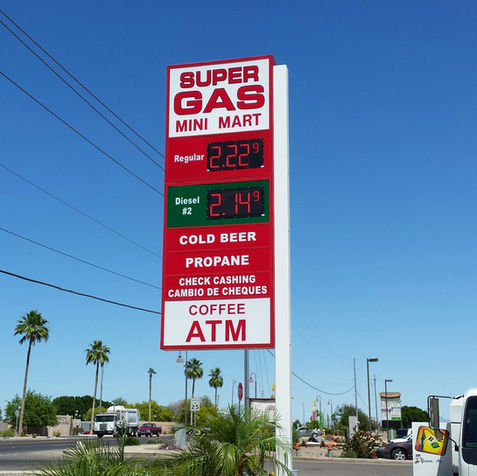 SUPER
GAS
MINI MART
Regular 2.22 9
Diesel
#2 2.14 9
COLD BEER
PROPANE
CHECK CASHING
CAMBIO DE CHEQUES
COFFEE
ATM